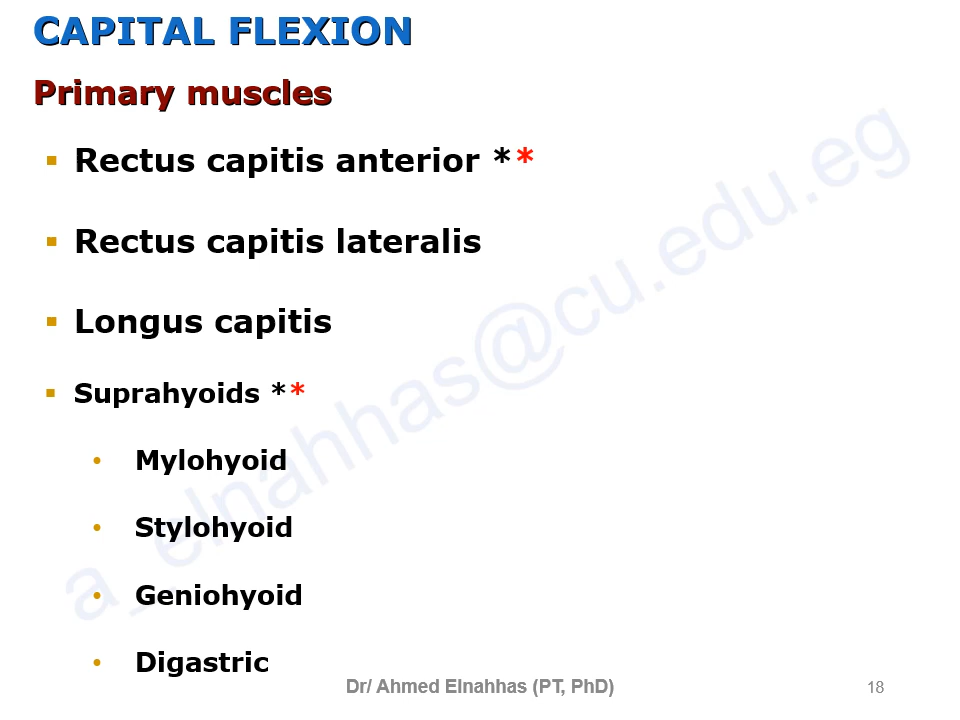 CAPITAL FLEXION
Primary muscles
▪ Rectus capitis anterior **
▪ Rectus capitis lateralis
▪ Longus capitis
▪ Suprahyoids **
• Mylohyoid
• Stylohyoid
• Geniohyoid
• Digastric
a_elnahhas@cu.edu.eg
Dr/ Ahmed Elnahhas (PT, PhD)
18